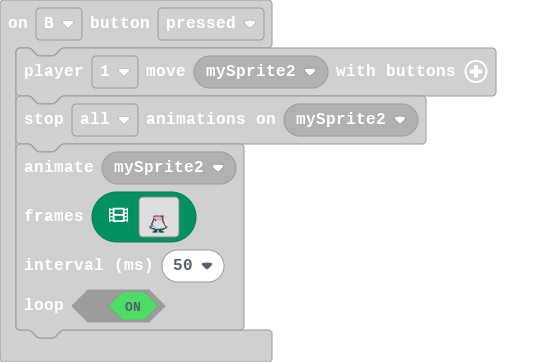 on B button pressed
player 1 move mySprite2 with buttons
stop all animations on mySprite2
animate mySprite2
frames
interval (ms) 50
loop ON